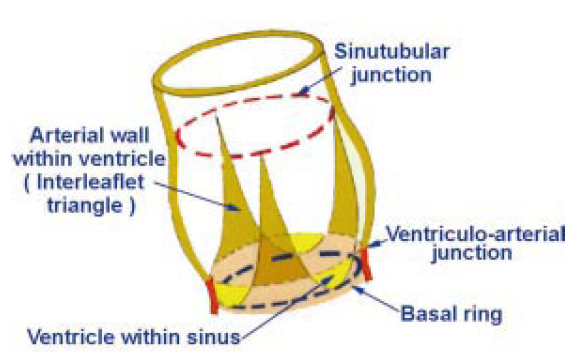 Sinutubular
junction
Arterial wall
within ventricle
( Interleaflet
triangle )
Ventriculo-arterial
junction
Basal ring
Ventricle within sinus